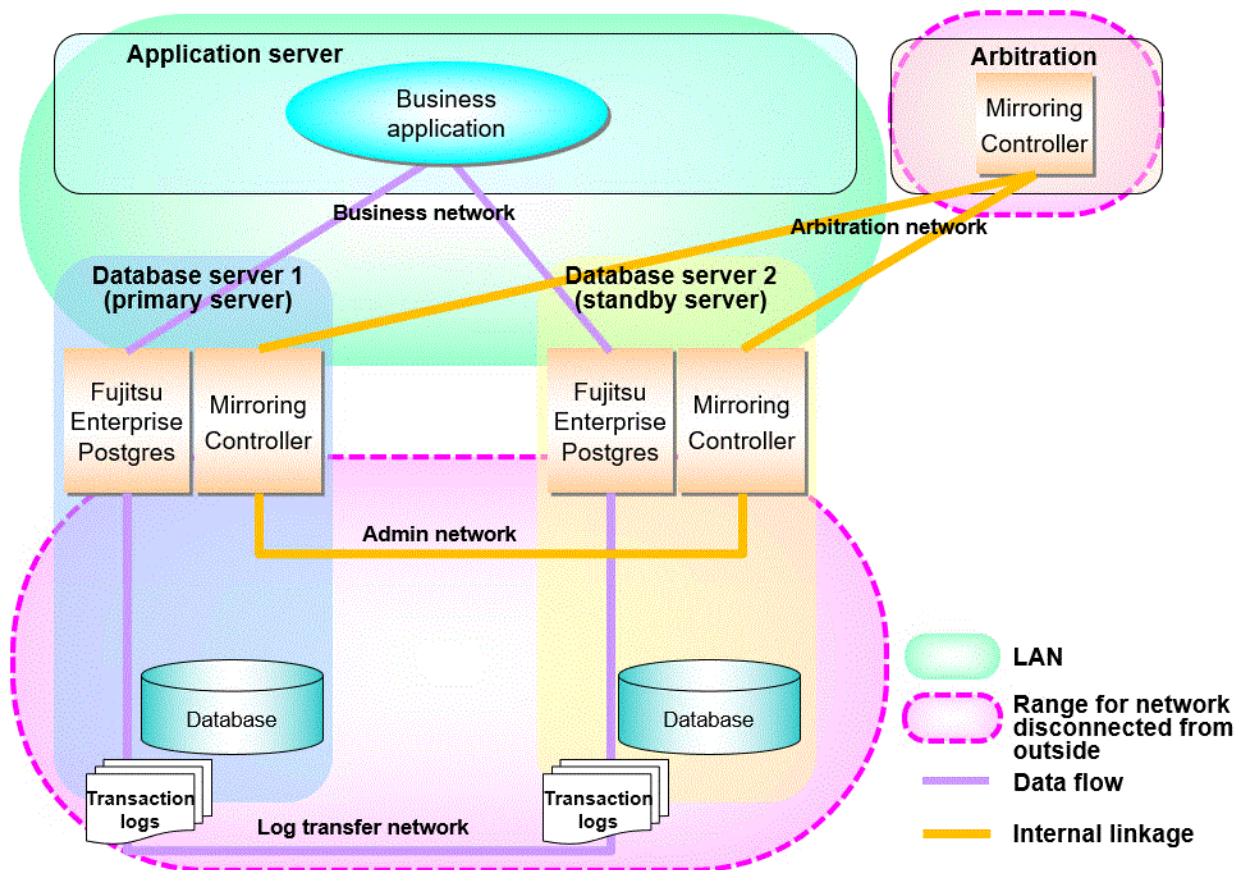 Application server
Business
application
Arbitration
Mirroring
Controller
Business network
Arbitration network
Database server 1
(primary server)
Database server 2
(standby server)
Fujitsu
Enterprise
Postgres
Mirroring
Controller
Fujitsu
Enterprise
Postgres
Mirroring
Controller
Admin network
Database
Database
Transaction
logs
Transaction
logs
Log transfer network
LAN
Range for network
disconnected from
outside
Data flow
Internal linkage